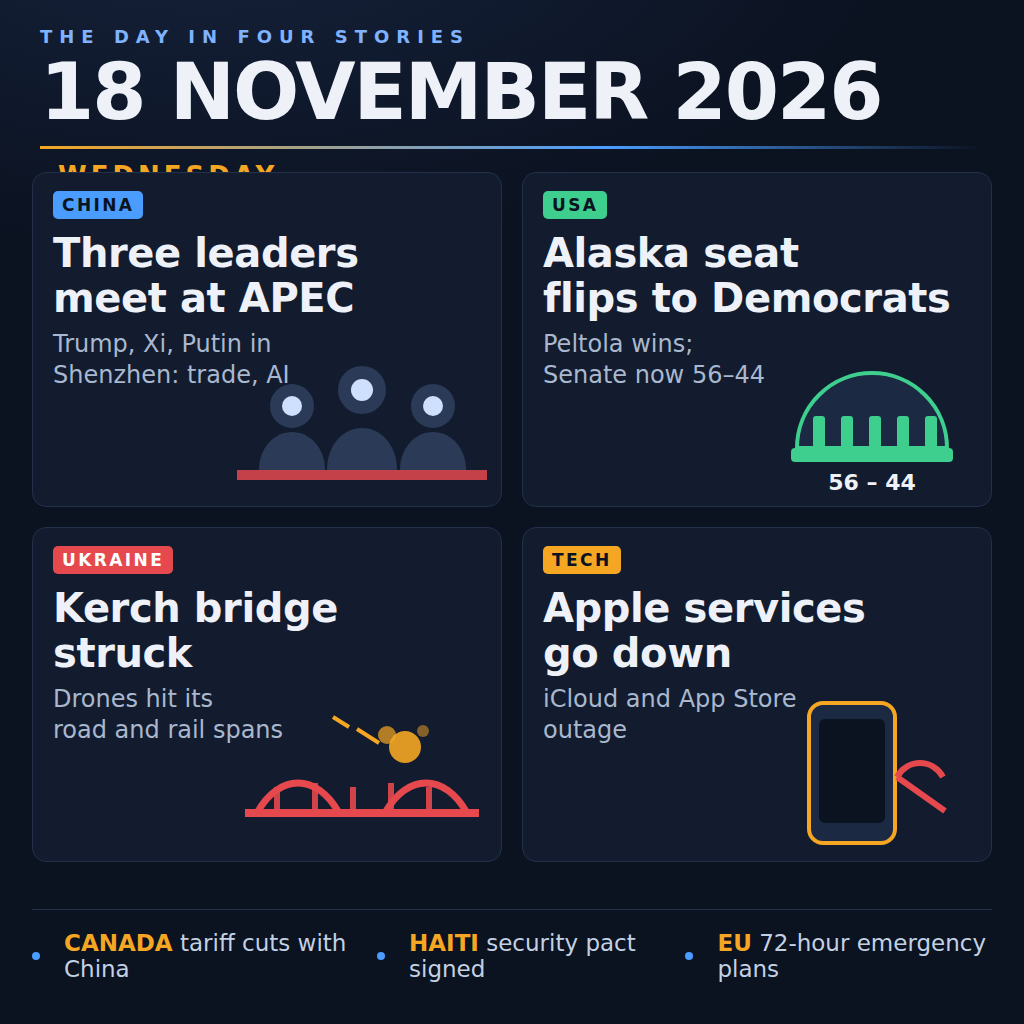 THE DAY IN FOUR STORIES
18 NOVEMBER 2026
WEDNESDAY
CHINA
Three leaders
meet at APEC
Trump, Xi, Putin in
Shenzhen: trade, AI
USA
Alaska seat
flips to Democrats
Peltola wins;
Senate now 56–44
56 – 44
UKRAINE
Kerch bridge
struck
Drones hit its
road and rail spans
TECH
Apple services
go down
iCloud and App Store
outage
CANADA tariff cuts with
China
HAITI security pact
signed
EU 72-hour emergency
plans